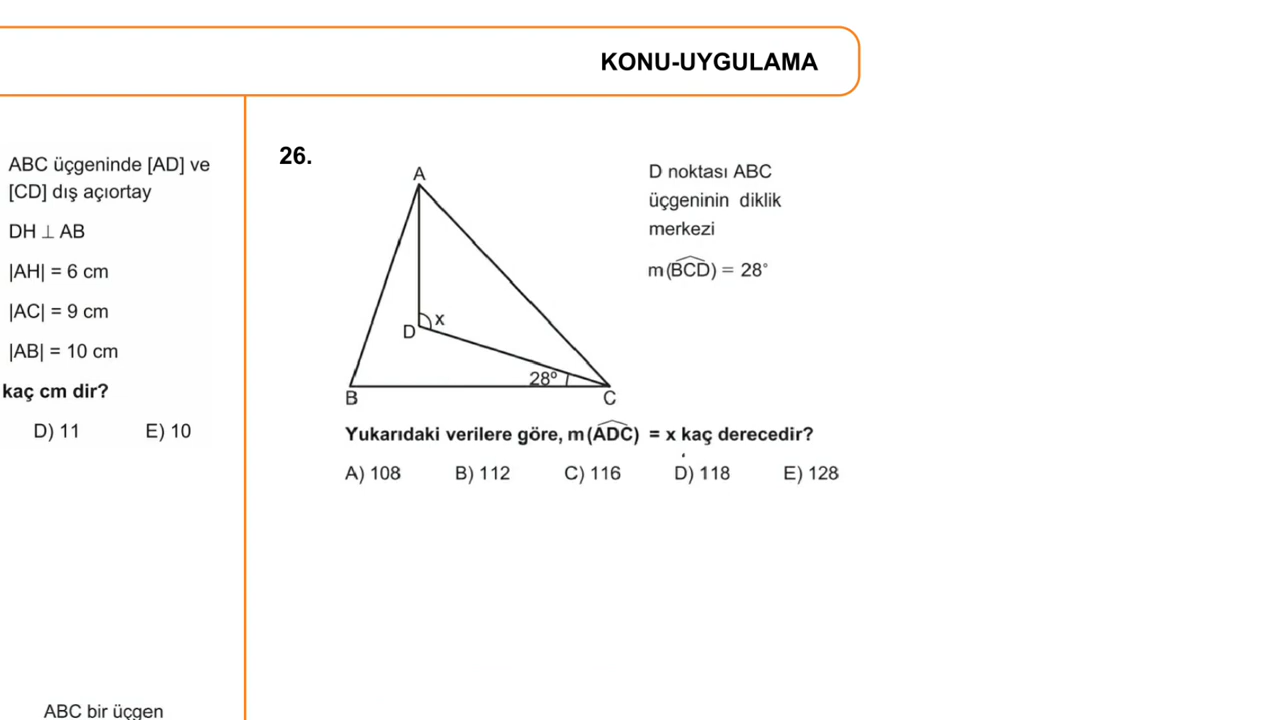 KONU-UYGULAMA
ABC üçgeninde [AD] ve
[CD] dış açıortay
DH ⊥ AB
|AH| = 6 cm
|AC| = 9 cm
|AB| = 10 cm
kaç cm dir?
D) 11 E) 10
ABC bir üçgen
26.
A
D x
28°
B C
D noktası ABC
üçgeninin diklik
merkezi
m(BCD) = 28°
Yukarıdaki verilere göre, m(ADC) = x kaç derecedir?
A) 108 B) 112 C) 116 D) 118 E) 128